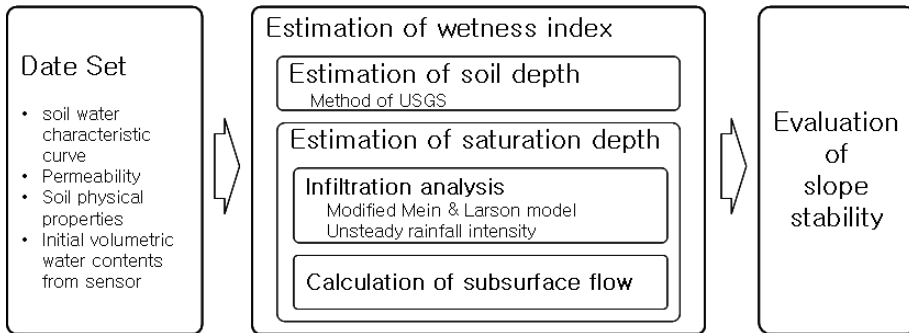 Date Set
• soil water
characteristic
curve
• Permeability
• Soil physical
properties
• Initial volumetric
water contents
from sensor
Estimation of wetness index
Estimation of soil depth
Method of USGS
Estimation of saturation depth
Infiltration analysis
Modified Mein & Larson model
Unsteady rainfall intensity
Calculation of subsurface flow
Evaluation
of
slope
stability